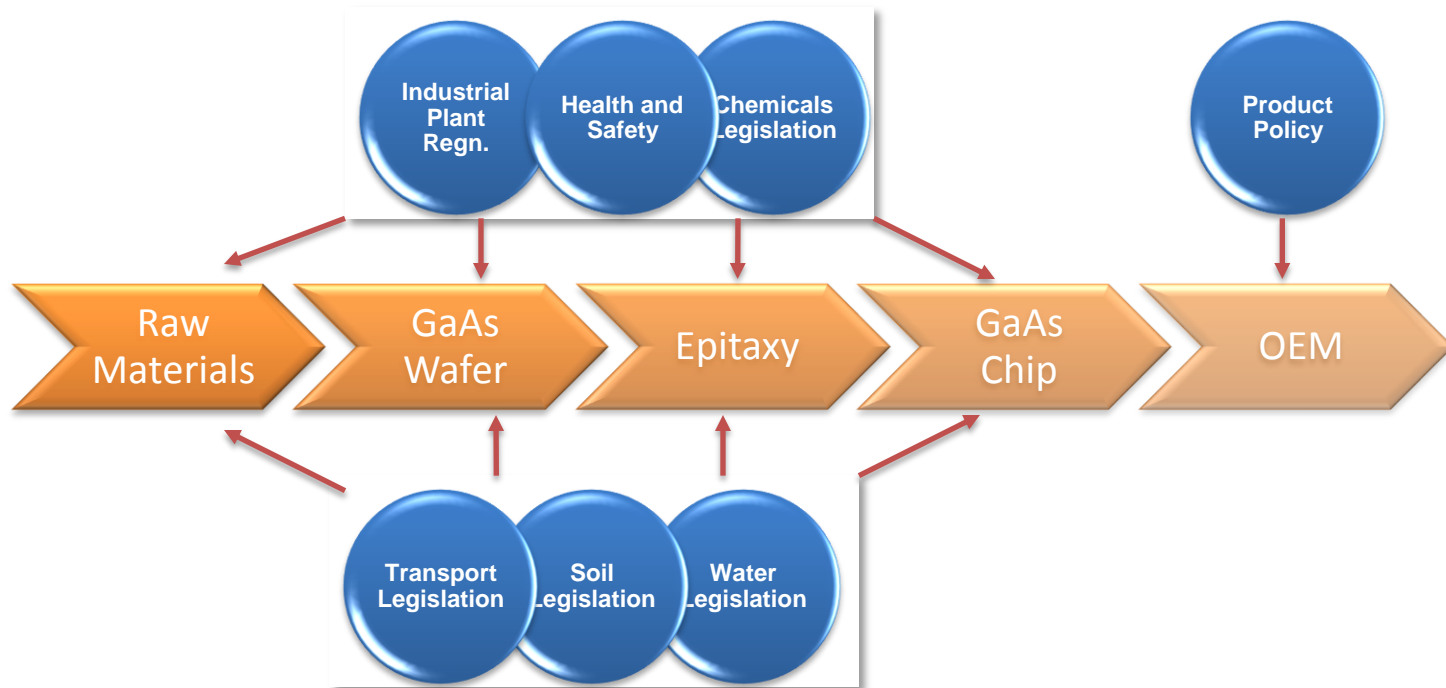 Industrial
Plant
Regn.
Health and
Safety
Chemicals
Legislation
Product
Policy
Raw
Materials
GaAs
Wafer
Epitaxy
GaAs
Chip
OEM
Transport
Legislation
Soil
Legislation
Water
Legislation